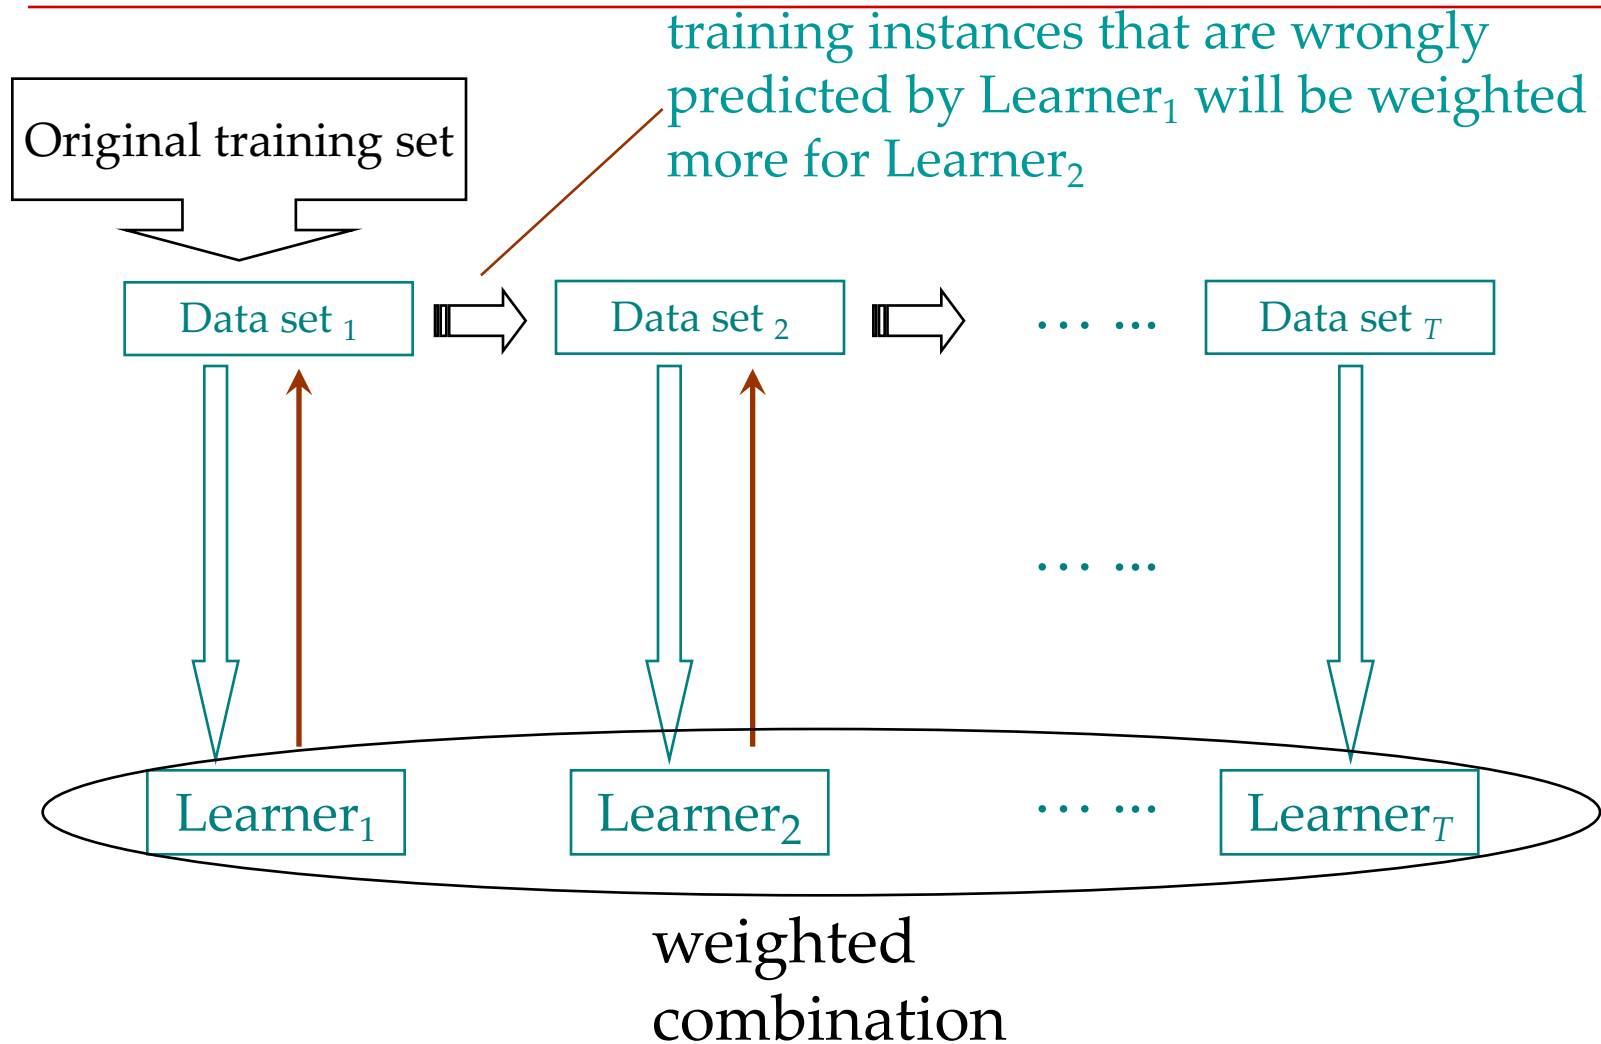 training instances that are wrongly
predicted by Learner₁ will be weighted
more for Learner₂
Original training set
Data set ₁
Data set ₂
... ...
Data set T
... ...
Learner₁
Learner₂
... ...
Learner_T
weighted
combination